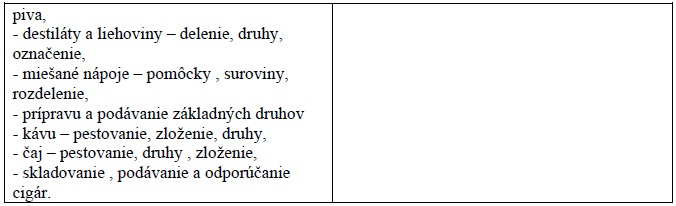 piva,
- destiláty a liehoviny – delenie, druhy,
označenie,
- miešané nápoje – pomôcky , suroviny,
rozdelenie,
- prípravu a podávanie základných druhov
- kávu – pestovanie, zloženie, druhy,
- čaj – pestovanie, druhy , zloženie,
- skladovanie , podávanie a odporúčanie
cigár.